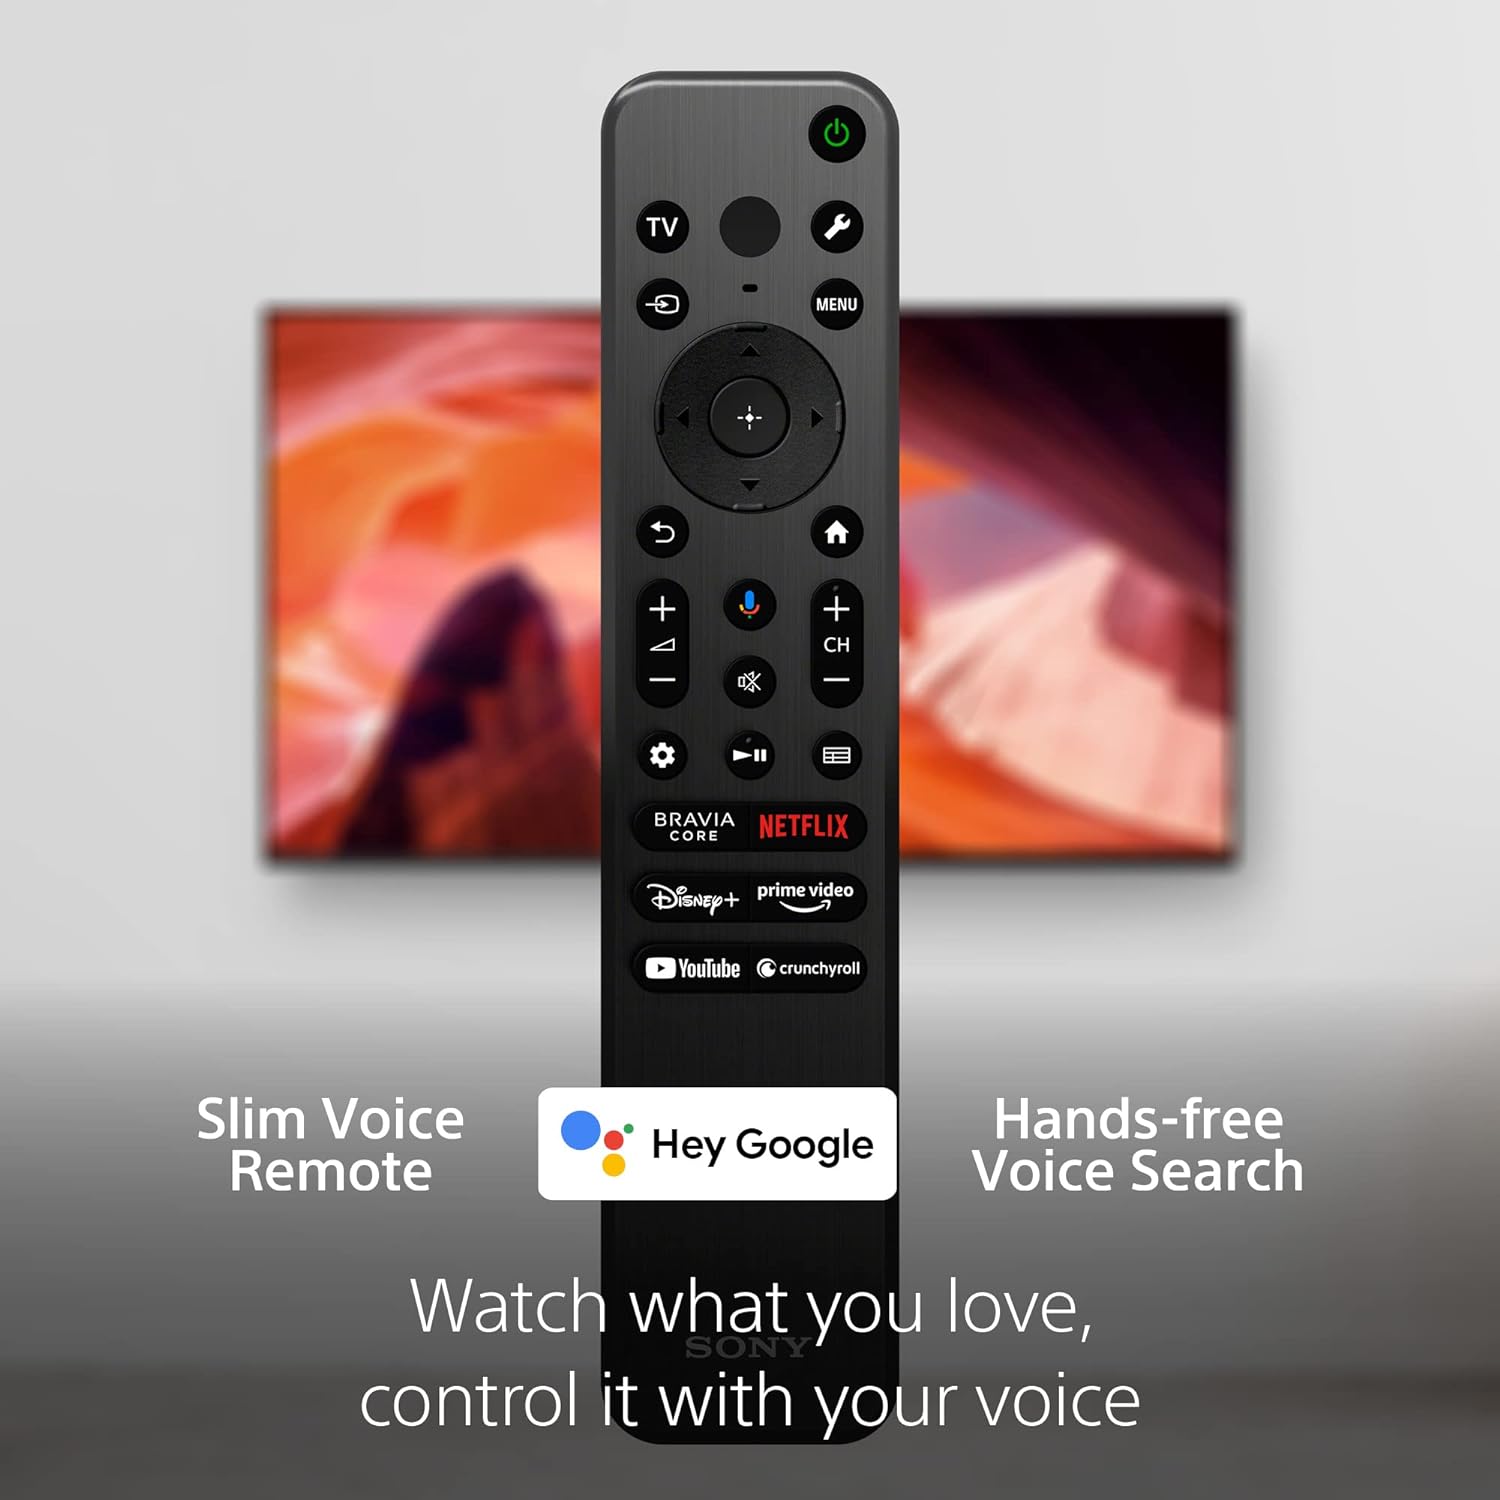 TV
MENU
CH
BRAVIA CORE
NETFLIX
Disney+
prime video
YouTube
crunchyroll
Slim Voice
Remote
Hey Google
Hands-free
Voice Search
Watch what you love,
SONY
control it with your voice